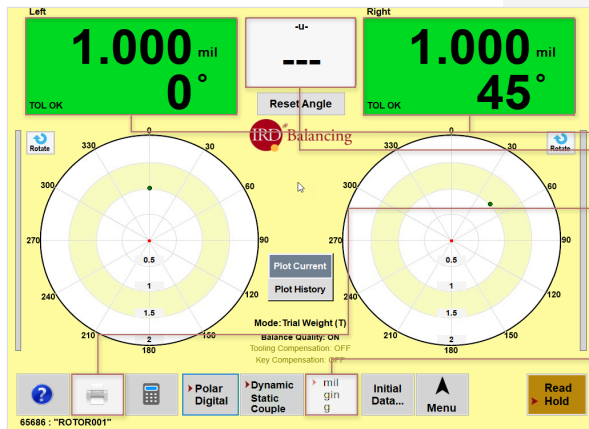 Left
1.000 mil
0°
TOL OK
-u-
---
Reset Angle
Right
1.000 mil
45°
TOL OK
IRD Balancing
Rotate
0
30
60
90
120
150
180
210
240
270
300
330
0.5
1
1.5
2
Rotate
0
30
60
90
120
150
180
210
240
270
300
330
0.5
1
1.5
2
Plot Current
Plot History
Mode: Trial Weight (T)
Balance Quality: ON
Tooling Compensation: OFF
Key Compensation: OFF
?
Polar
Digital
Dynamic
Static
Couple
mil
gin
g
Initial
Data...
Menu
Read
Hold
65686 : "ROTOR001"